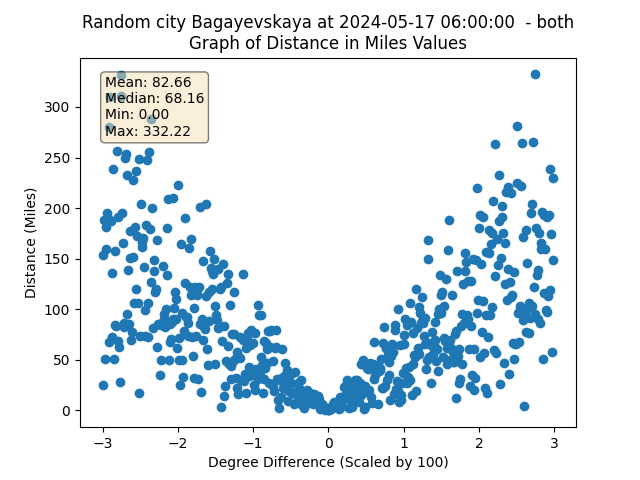 Random city Bagayevskaya at 2024-05-17 06:00:00  - both
Graph of Distance in Miles Values
Mean: 82.66
Median: 68.16
Min: 0.00
Max: 332.22
Distance (Miles)
300
250
200
150
100
50
0
−3
−2
−1
0
1
2
3
Degree Difference (Scaled by 100)